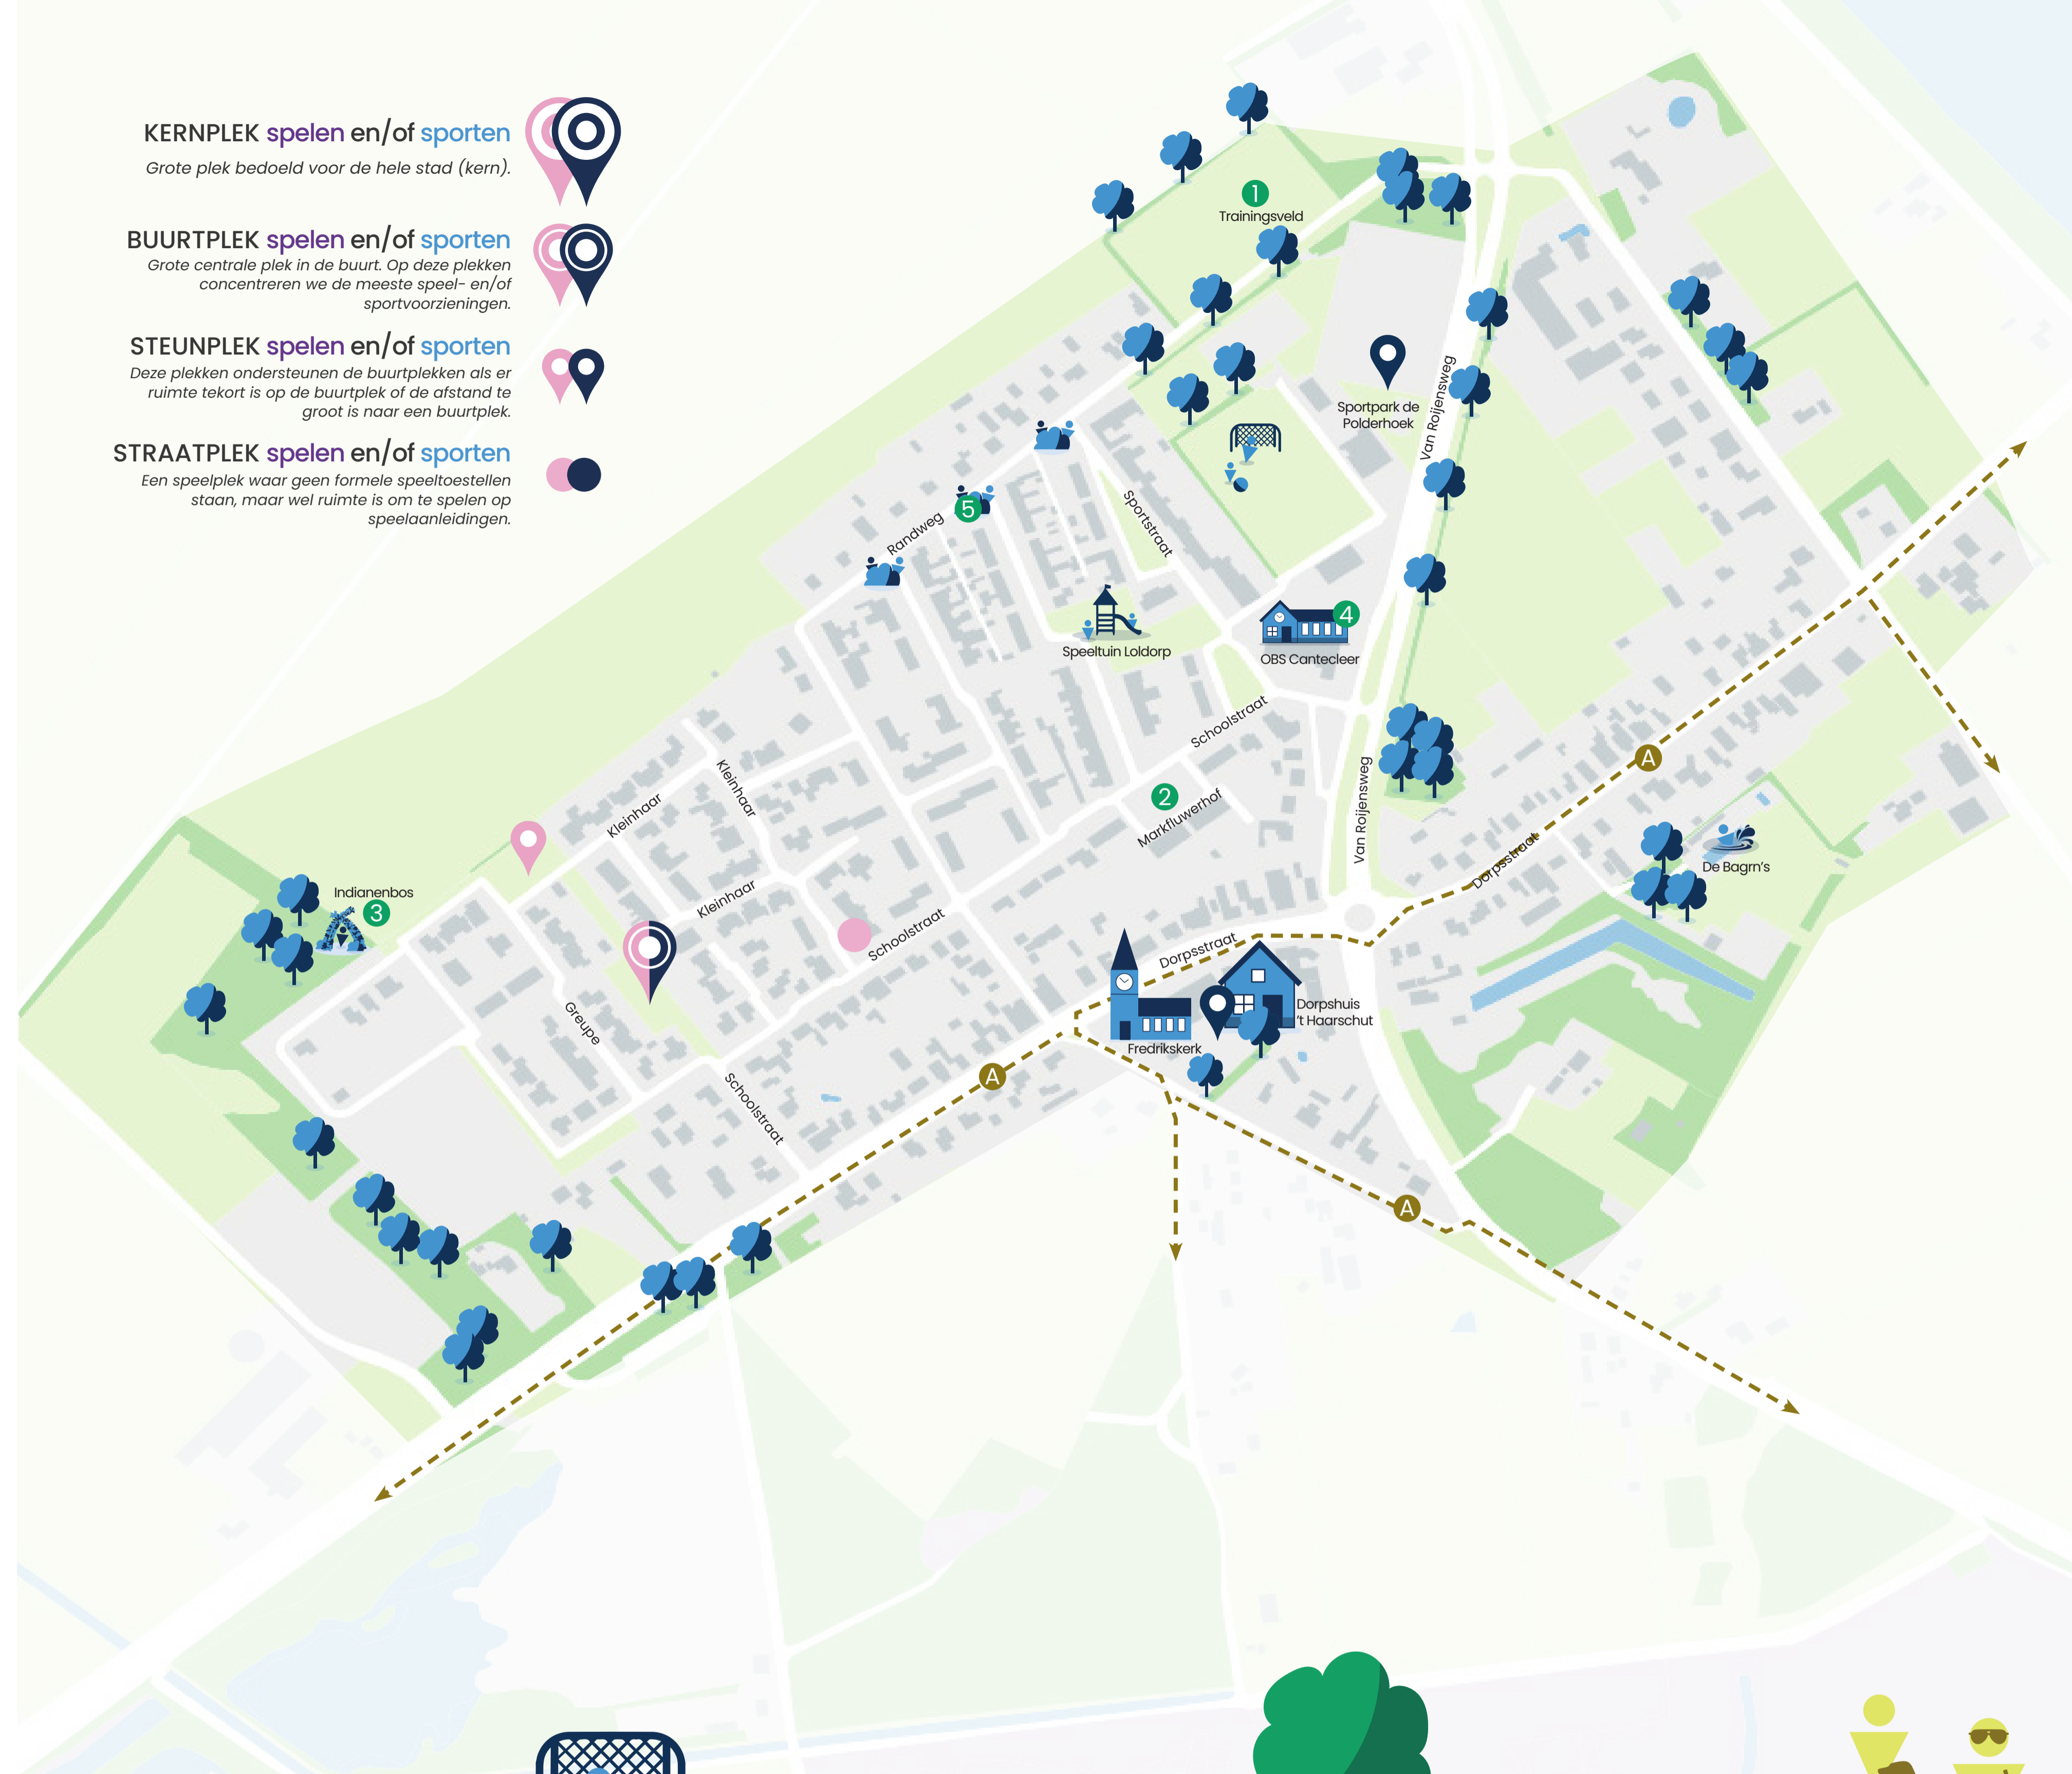 KERNPLEK spelen en/of sporten
Grote plek bedoeld voor de hele stad (kern).
BUURTPLEK spelen en/of sporten
Grote centrale plek in de buurt. Op deze plekken
concentreren we de meeste speel- en/of
sportvoorzieningen.
STEUNPLEK spelen en/of sporten
Deze plekken ondersteunen de buurtplekken als er
ruimte tekort is op de buurtplek of de afstand te
groot is naar een buurtplek.
STRAATPLEK spelen en/of sporten
Een speelplek waar geen formele speeltoestellen
staan, maar wel ruimte is om te spelen op
speelaanleidingen.
1
Trainingsveld
Sportpark de
Polderhoek
Van Roijensweg
5
Randweg
Sportstraat
4
OBS Cantecleer
Speeltuin Loldorp
Schoolstraat
2
Markfluwerhof
Van Roijensweg
A
Kleinhaar
Kleinhaar
Dorpsstraat
De Bagrn's
Indianenbos
3
Kleinhaar
Schoolstraat
Dorpsstraat
Greupe
Dorpshuis
't Haarschut
Fredrikskerk
A
Schoolstraat
A